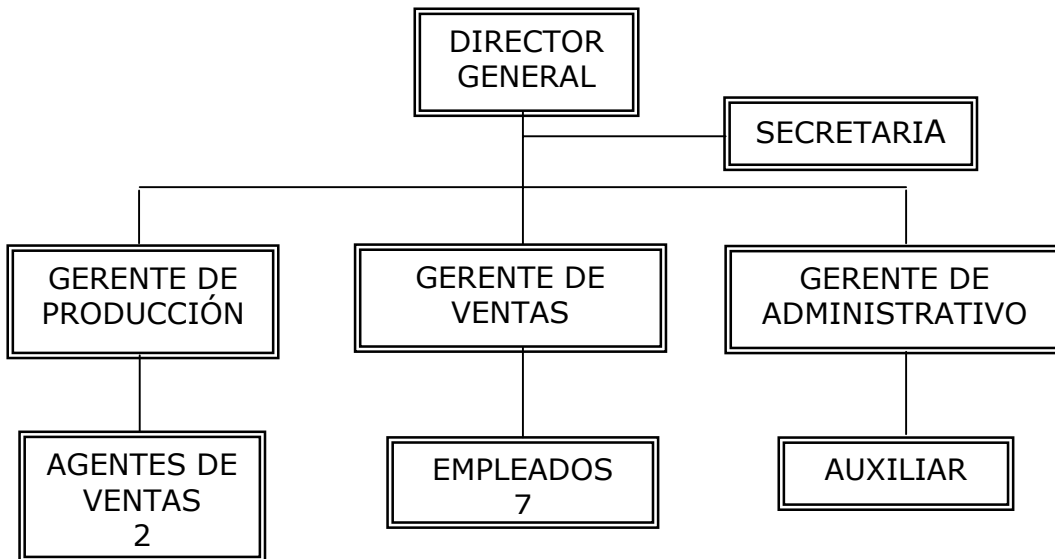 DIRECTOR
GENERAL
SECRETARIA
GERENTE DE
PRODUCCIÓN
GERENTE DE
VENTAS
GERENTE DE
ADMINISTRATIVO
AGENTES DE
VENTAS
2
EMPLEADOS
7
AUXILIAR